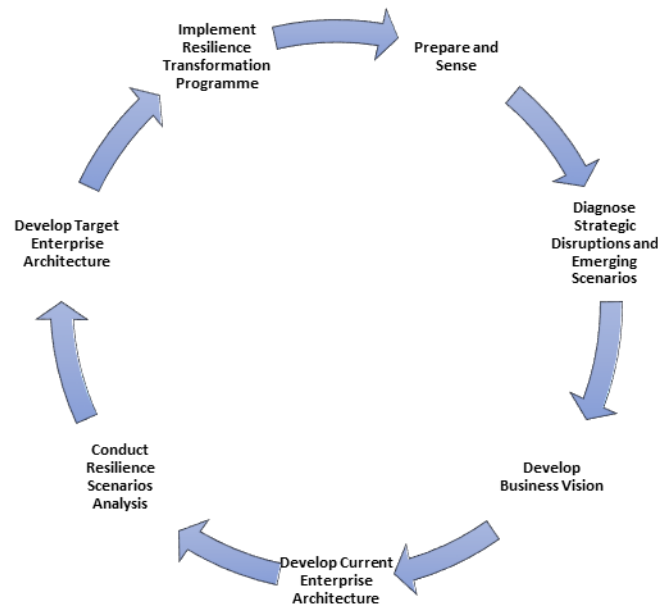 Implement
Resilience
Transformation
Programme
Prepare and
Sense
Diagnose
Strategic
Disruptions and
Emerging
Scenarios
Develop
Business Vision
Develop Current
Enterprise
Architecture
Conduct
Resilience
Scenarios
Analysis
Develop Target
Enterprise
Architecture